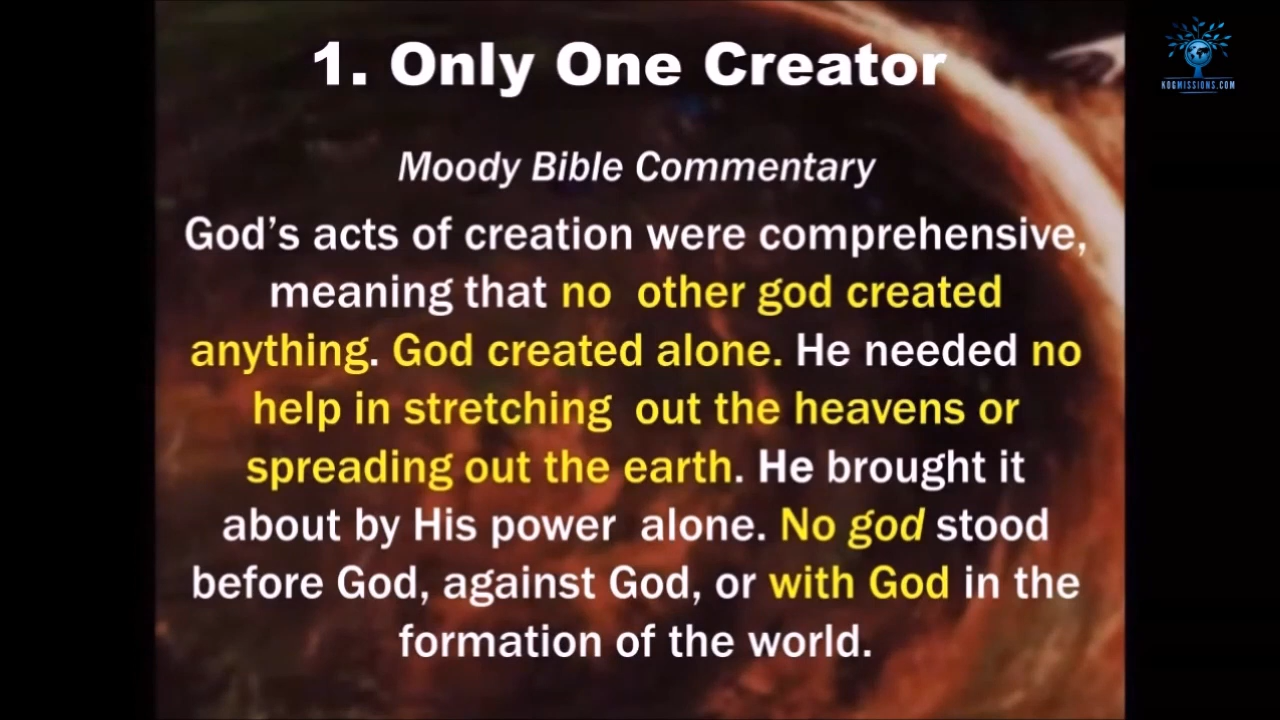 1. Only One Creator
KOGMISSIONS.COM
Moody Bible Commentary
God's acts of creation were comprehensive,
meaning that no other god created
anything. God created alone. He needed no
help in stretching out the heavens or
spreading out the earth. He brought it
about by His power alone. No god stood
before God, against God, or with God in the
formation of the world.